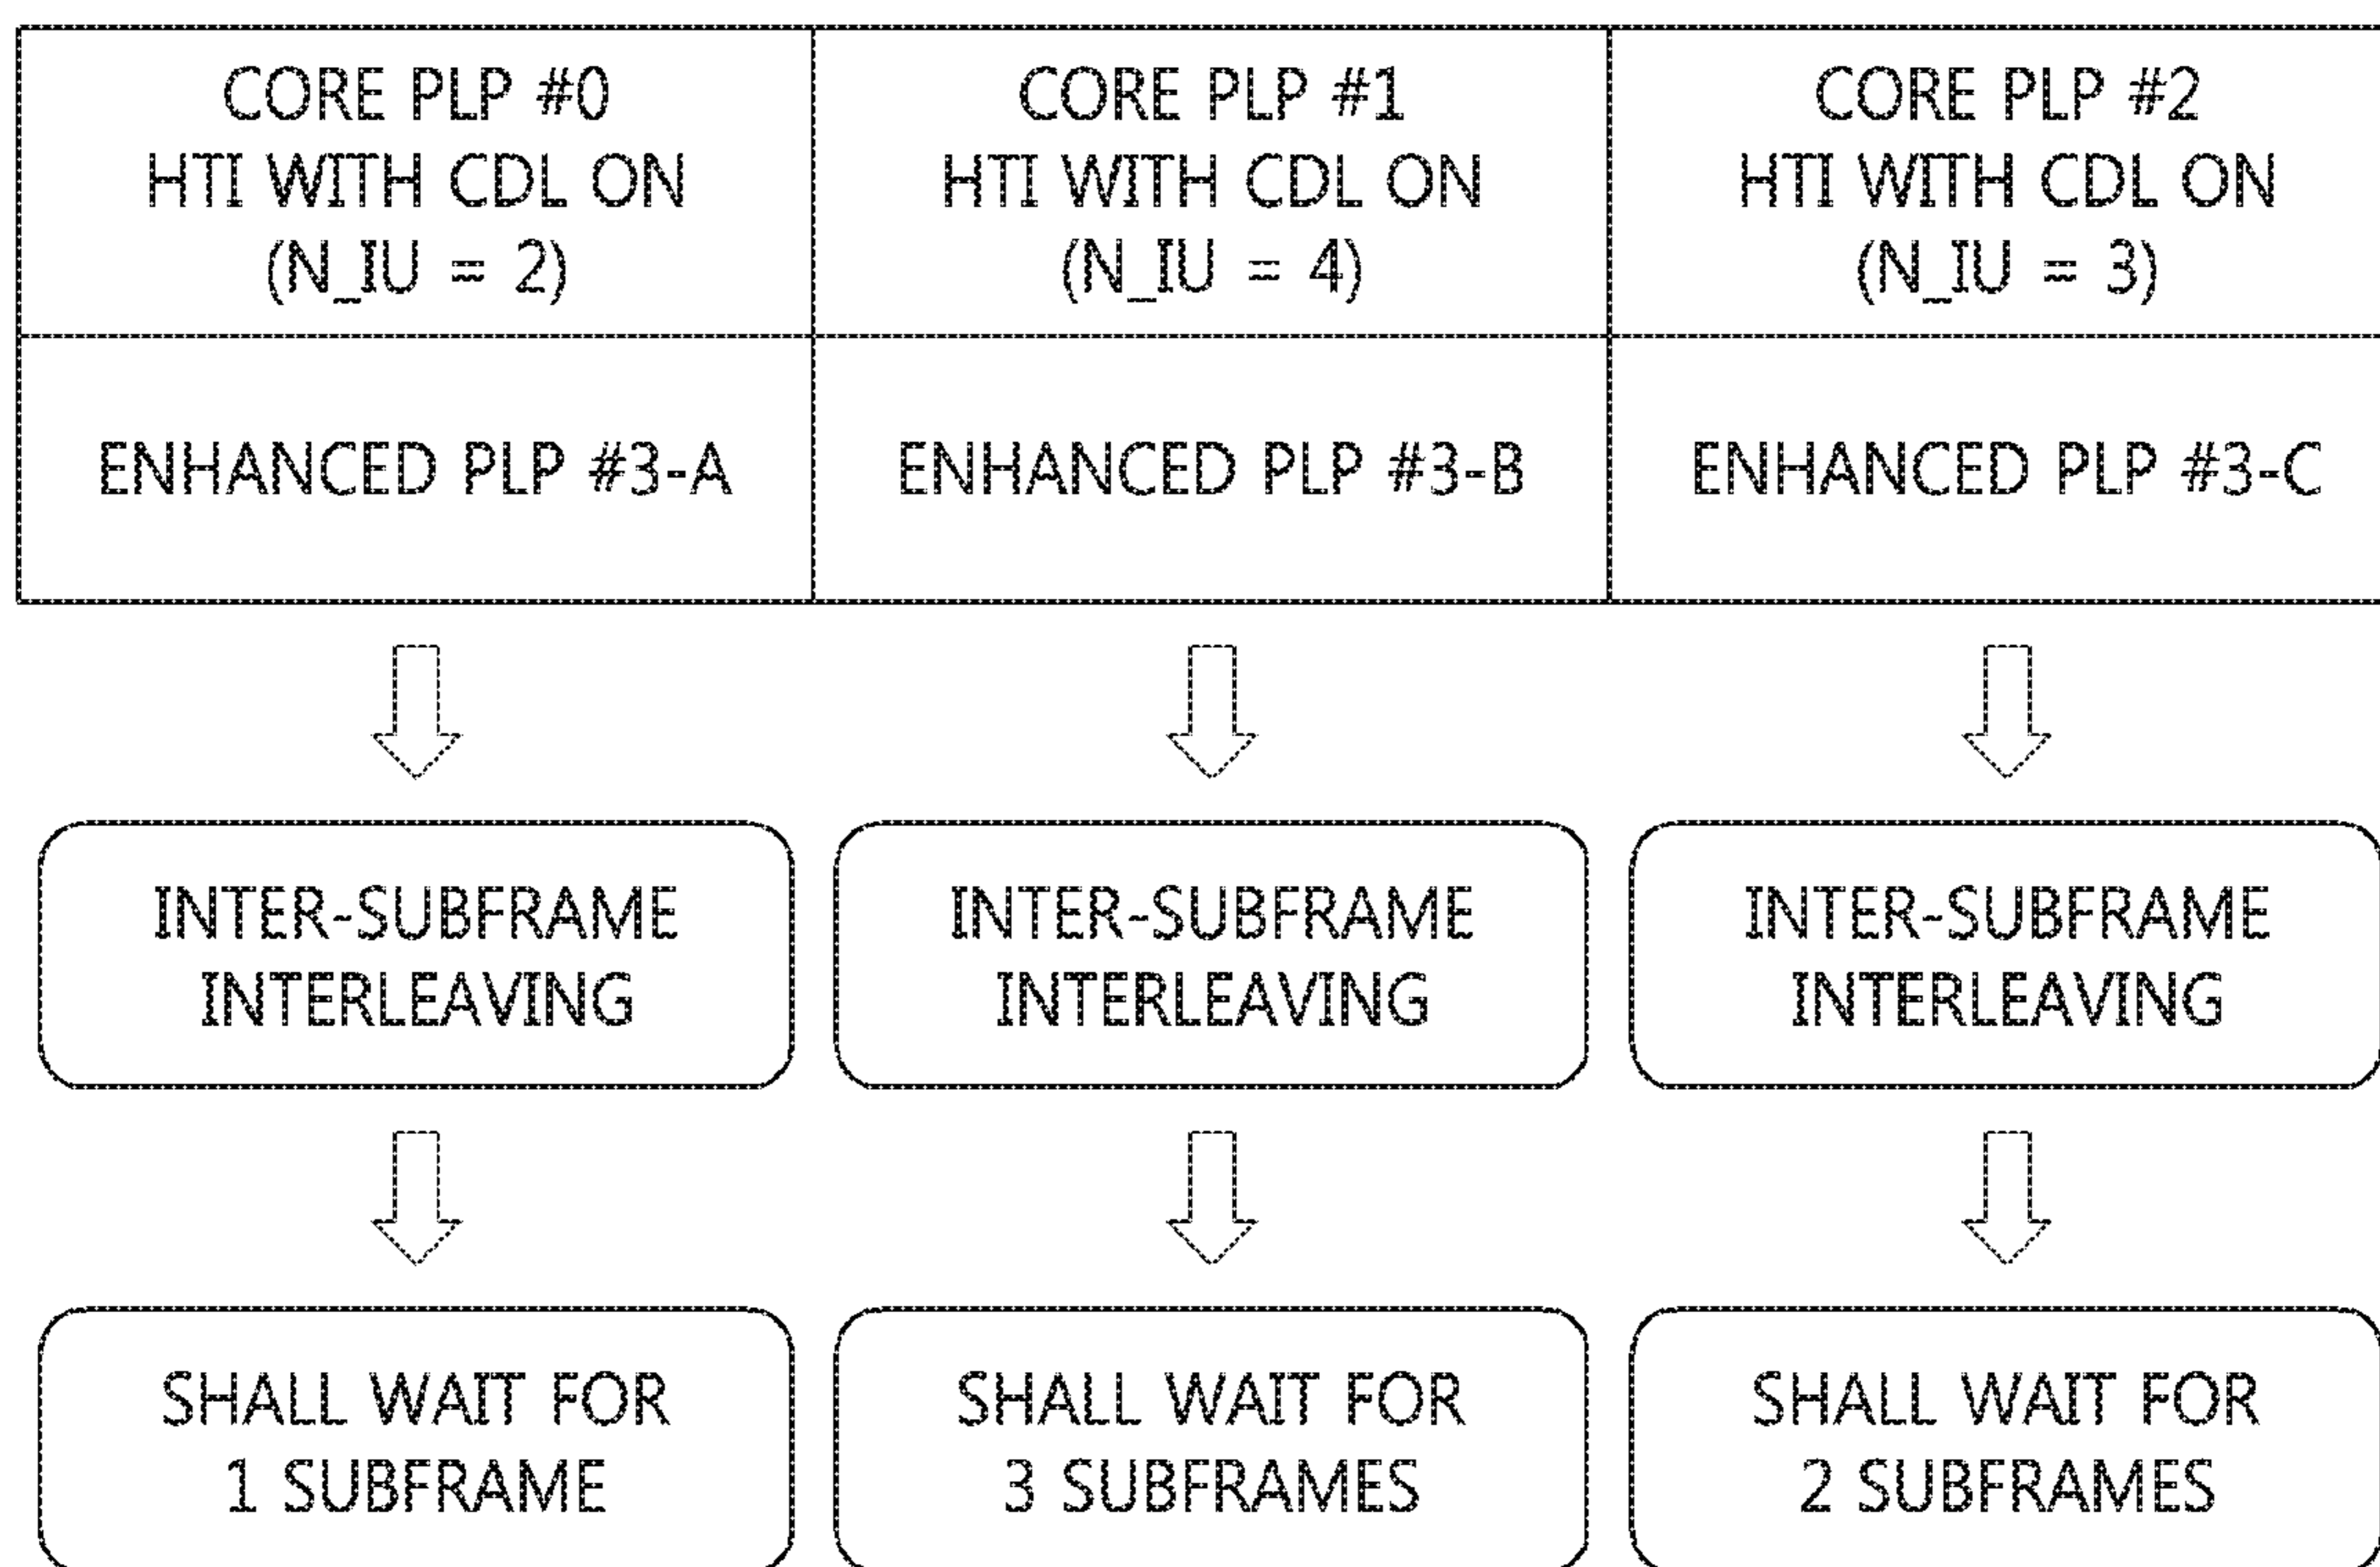 CORE PLP #0
HTI WITH CDL ON
(N_IU = 2)
CORE PLP #1
HTI WITH CDL ON
(N_IU = 4)
CORE PLP #2
HTI WITH CDL ON
(N_IU = 3)
ENHANCED PLP #3-A
ENHANCED PLP #3-B
ENHANCED PLP #3-C
INTER-SUBFRAME
INTERLEAVING
INTER-SUBFRAME
INTERLEAVING
INTER-SUBFRAME
INTERLEAVING
SHALL WAIT FOR
1 SUBFRAME
SHALL WAIT FOR
3 SUBFRAMES
SHALL WAIT FOR
2 SUBFRAMES